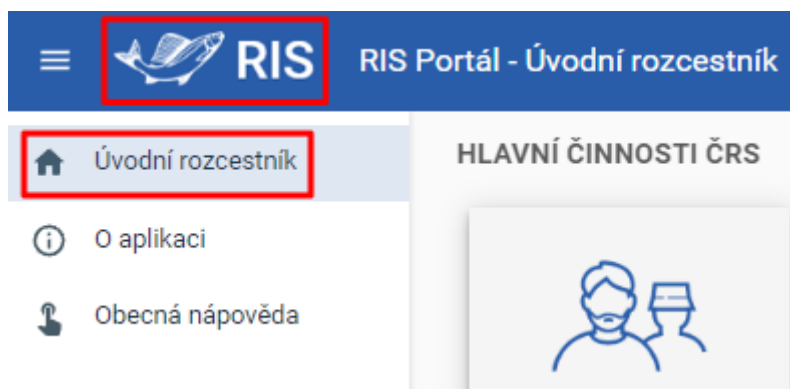 RIS
RIS Portál - Úvodní rozcestník
Úvodní rozcestník
O aplikaci
Obecná nápověda
HLAVNÍ ČINNOSTI ČRS